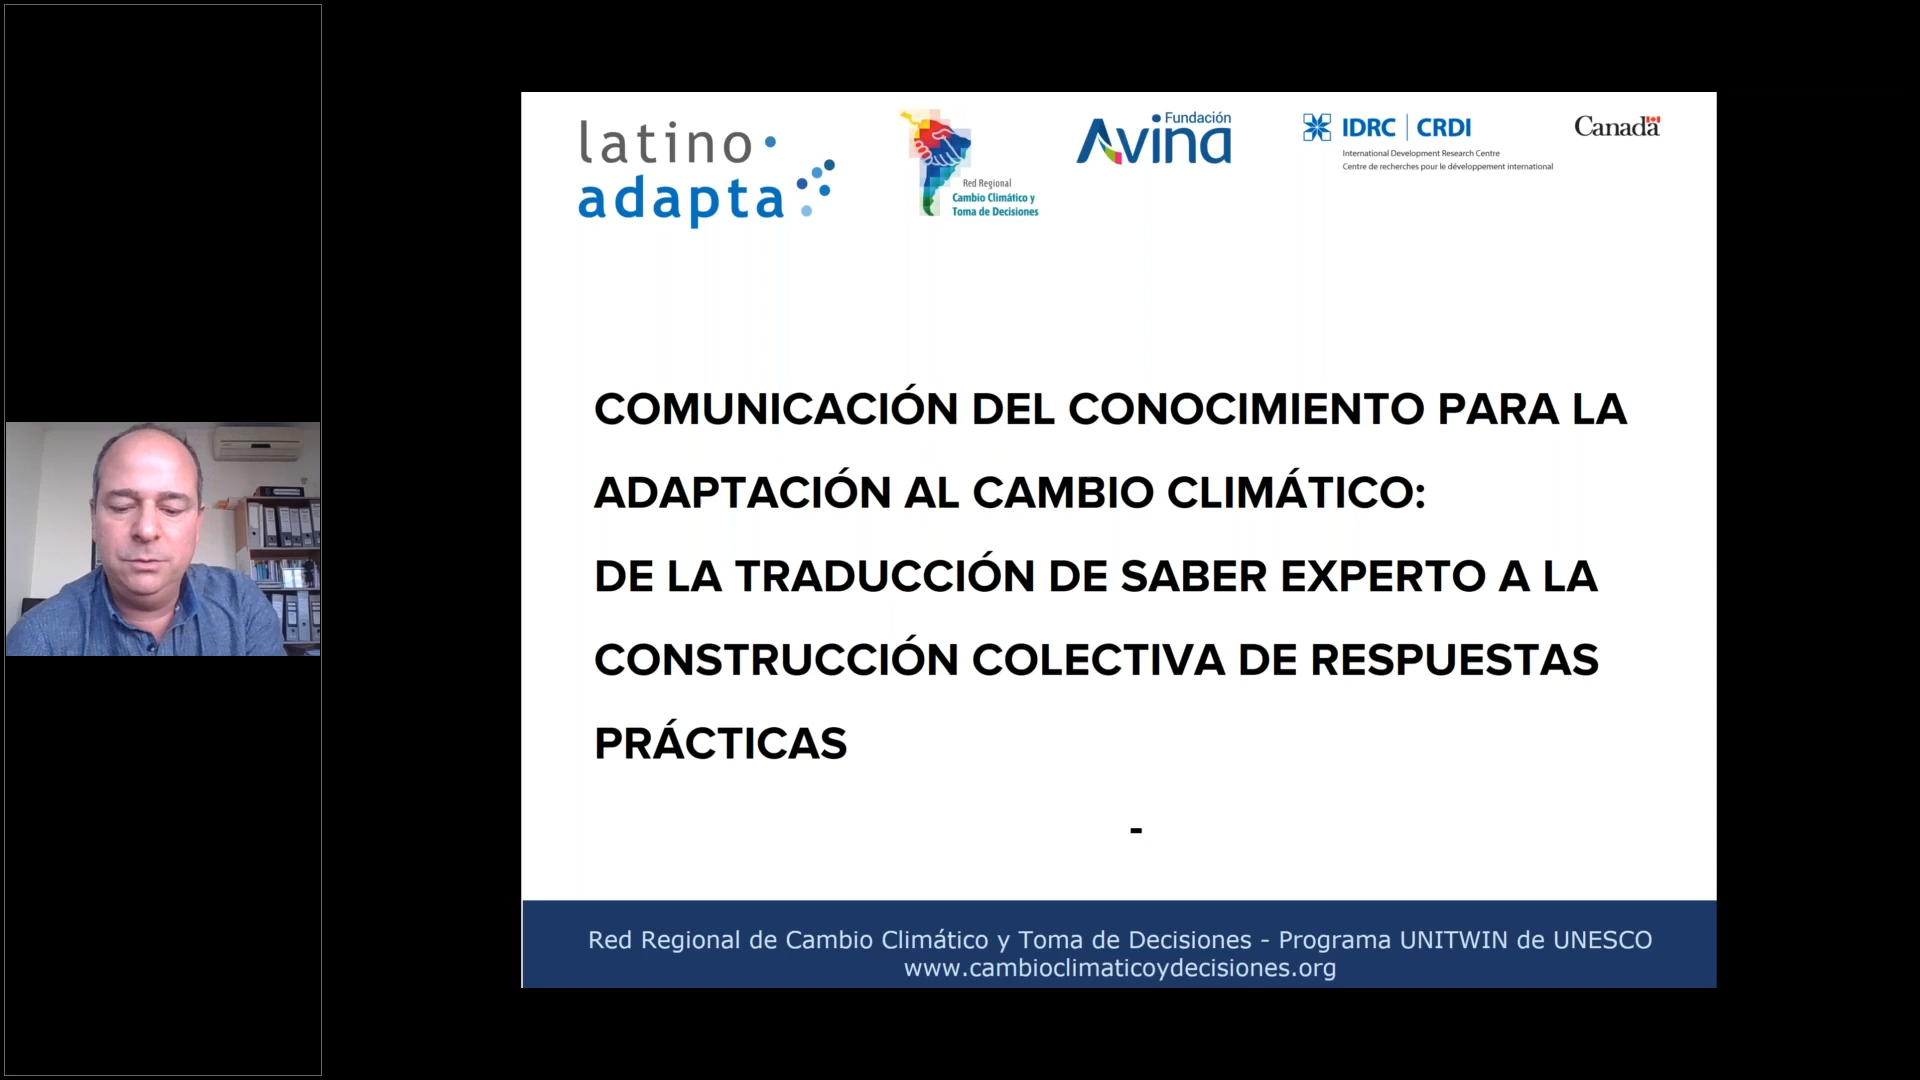 latino
adapta
Red Regional
Cambio Climático y
Toma de Decisiones
Fundación
Avina
IDRC | CRDI
International Development Research Centre
Centre de recherches pour le développement international
Canada
COMUNICACIÓN DEL CONOCIMIENTO PARA LA
ADAPTACIÓN AL CAMBIO CLIMÁTICO:
DE LA TRADUCCIÓN DE SABER EXPERTO A LA
CONSTRUCCIÓN COLECTIVA DE RESPUESTAS
PRÁCTICAS
-
Red Regional de Cambio Climático y Toma de Decisiones - Programa UNITWIN de UNESCO
www.cambioclimaticoydecisiones.org